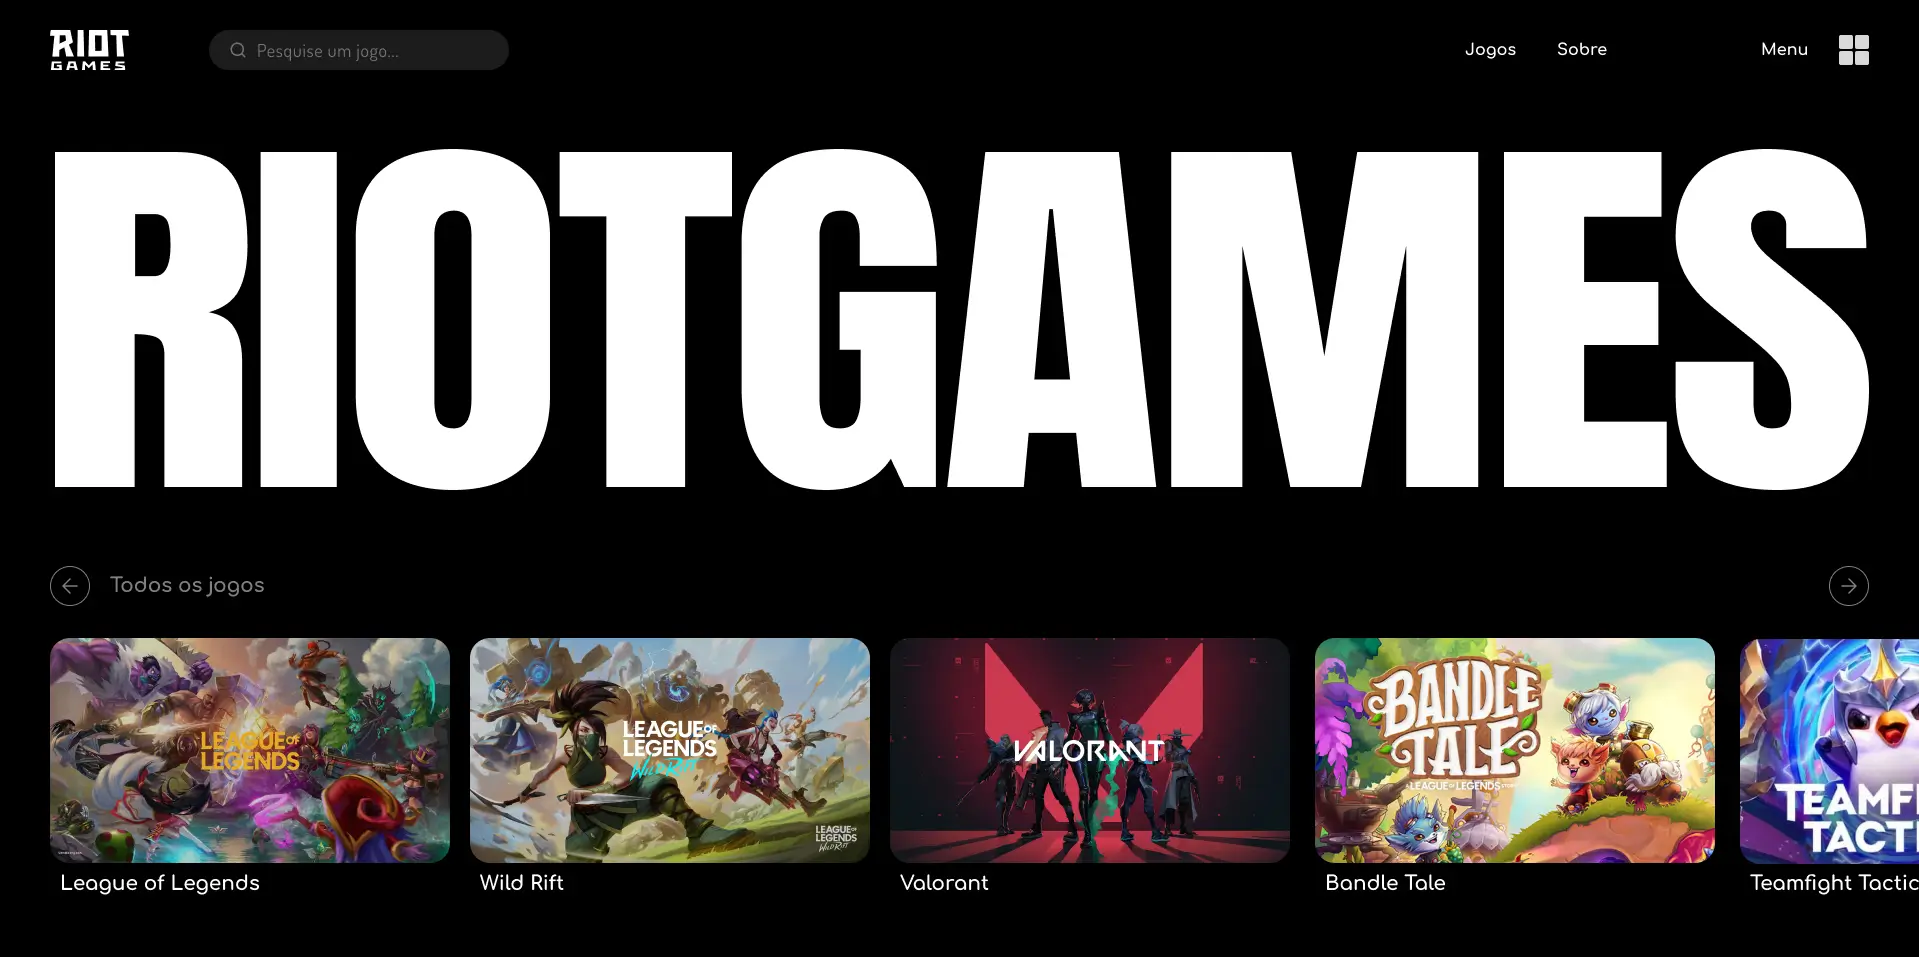 RIOT
GAMES
Pesquise um jogo...
Jogos
Sobre
Menu
RIOTGAMES
Todos os jogos
LEAGUE OF
LEGENDS
LEAGUE OF
LEGENDS
WILD RIFT
LEAGUE OF
LEGENDS
WILD RIFT
VALORANT
BANDLE
TALE
LEAGUE OF LEGENDS
TEAMF
TACTI
League of Legends
Wild Rift
Valorant
Bandle Tale
Teamfight Tactic